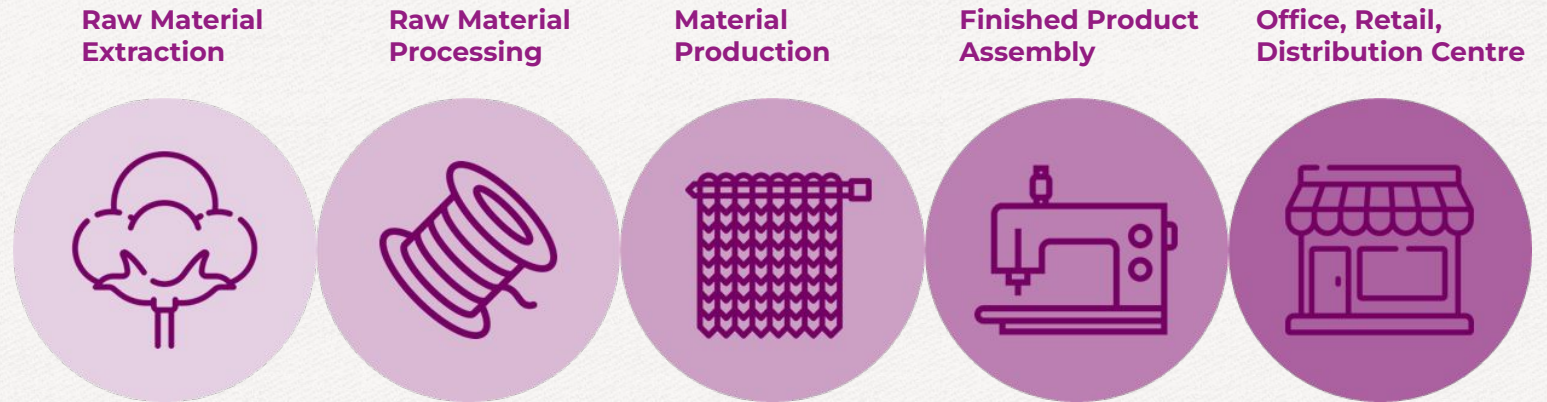 Raw Material
Extraction
Raw Material
Processing
Material
Production
Finished Product
Assembly
Office, Retail,
Distribution Centre